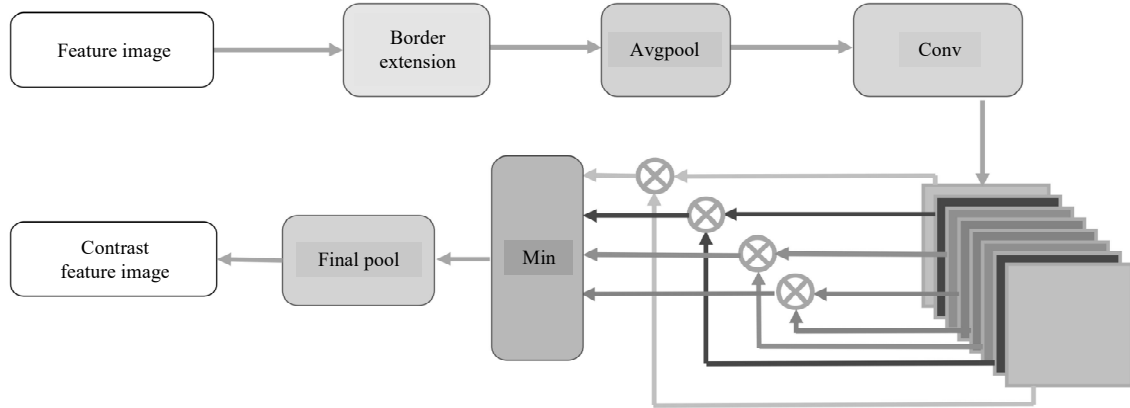 Feature image
Border
extension
Avgpool
Conv
Contrast
feature image
Final pool
Min